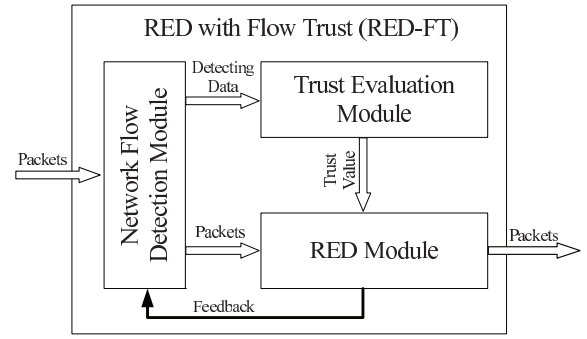 RED with Flow Trust (RED-FT)
Detecting
Data
Trust Evaluation
Module
Packets
Network Flow
Detection Module
Trust
Value
Packets
RED Module
Packets
Feedback